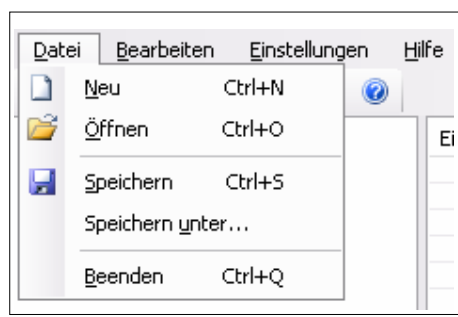 Datei Bearbeiten Einstellungen Hilfe
Neu Ctrl+N
Öffnen Ctrl+O
Speichern Ctrl+S
Speichern unter...
Beenden Ctrl+Q